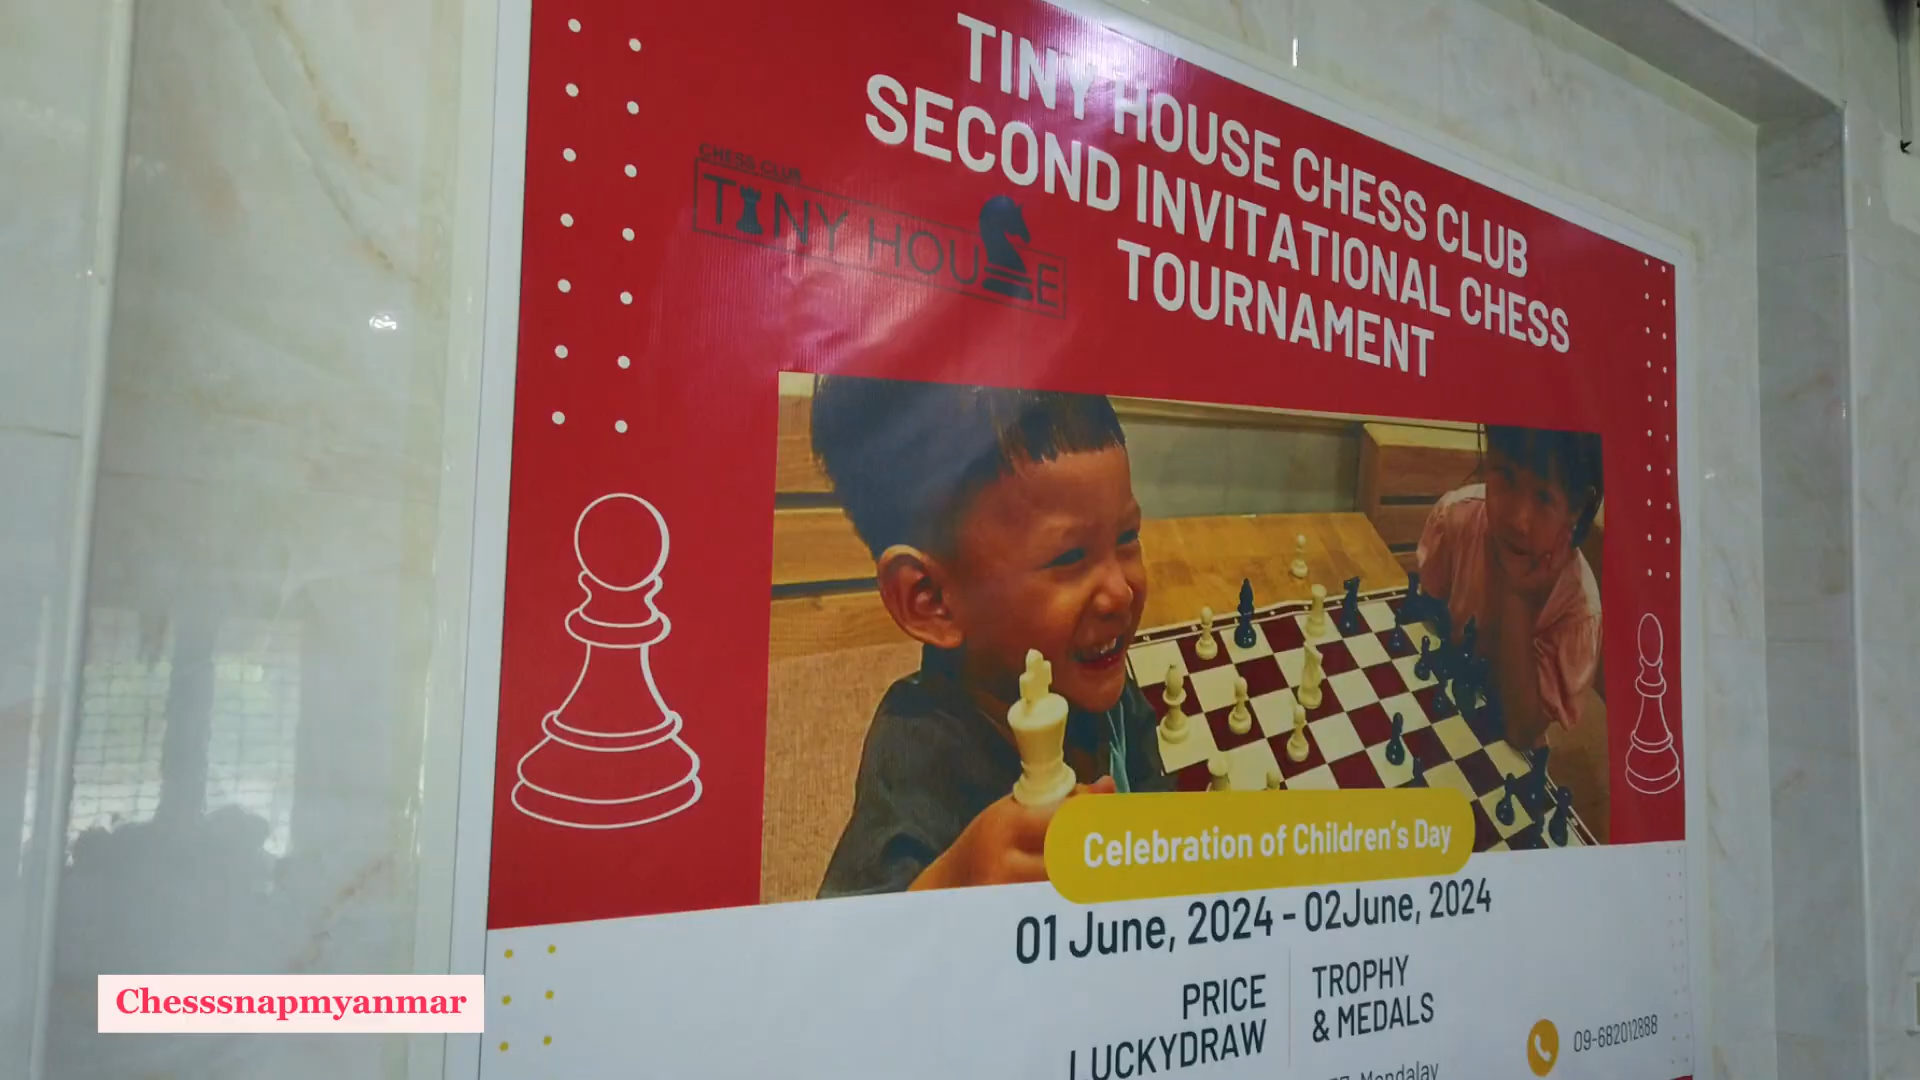 TINY HOUSE CHESS CLUB
SECOND INVITATIONAL CHESS
TOURNAMENT
CHESS CLUB
TINY HOUSE
Celebration of Children's Day
01 June, 2024 - 02June, 2024
PRICE
LUCKYDRAW
TROPHY
& MEDALS
09-682012888
Mandalay
Chesssnapmyanmar